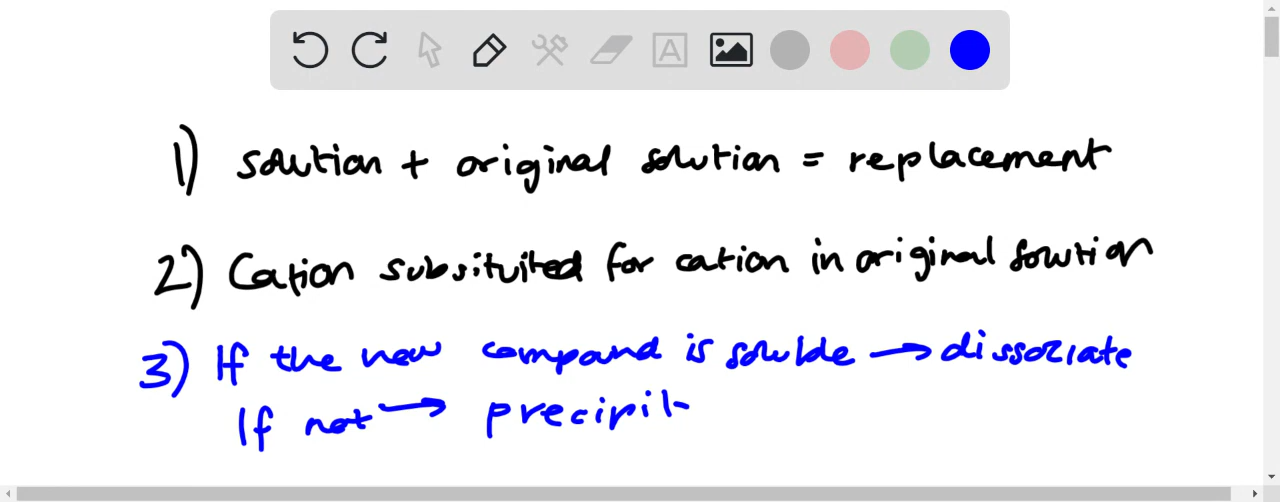 1) solution + original solution = replacement
2) Cation subsituited for cation in original solution
3) If the new compound is soluble → dissociate
If not → precipit